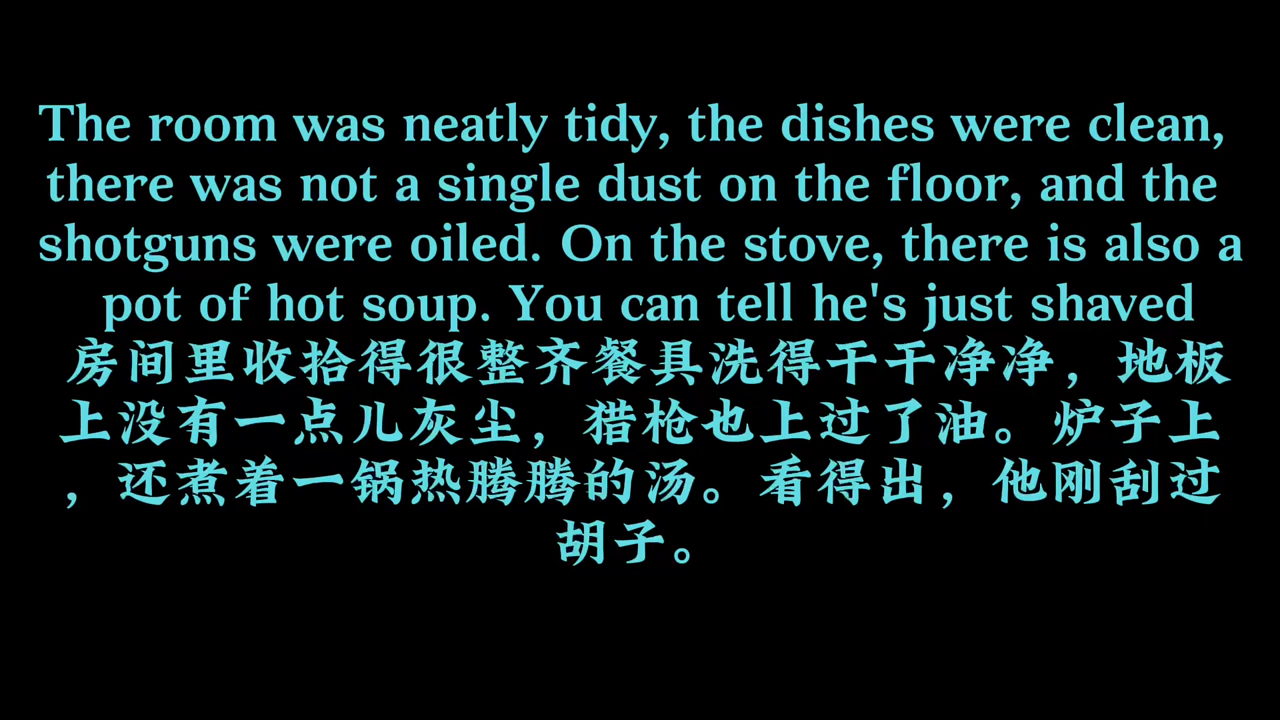 The room was neatly tidy, the dishes were clean,
there was not a single dust on the floor, and the
shotguns were oiled. On the stove, there is also a
pot of hot soup. You can tell he's just shaved
房间里收拾得很整齐餐具洗得干干净净，地板
上没有一点儿灰尘，猎枪也上过了油。炉子上
，还煮着一锅热腾腾的汤。看得出，他刚刮过
胡子。